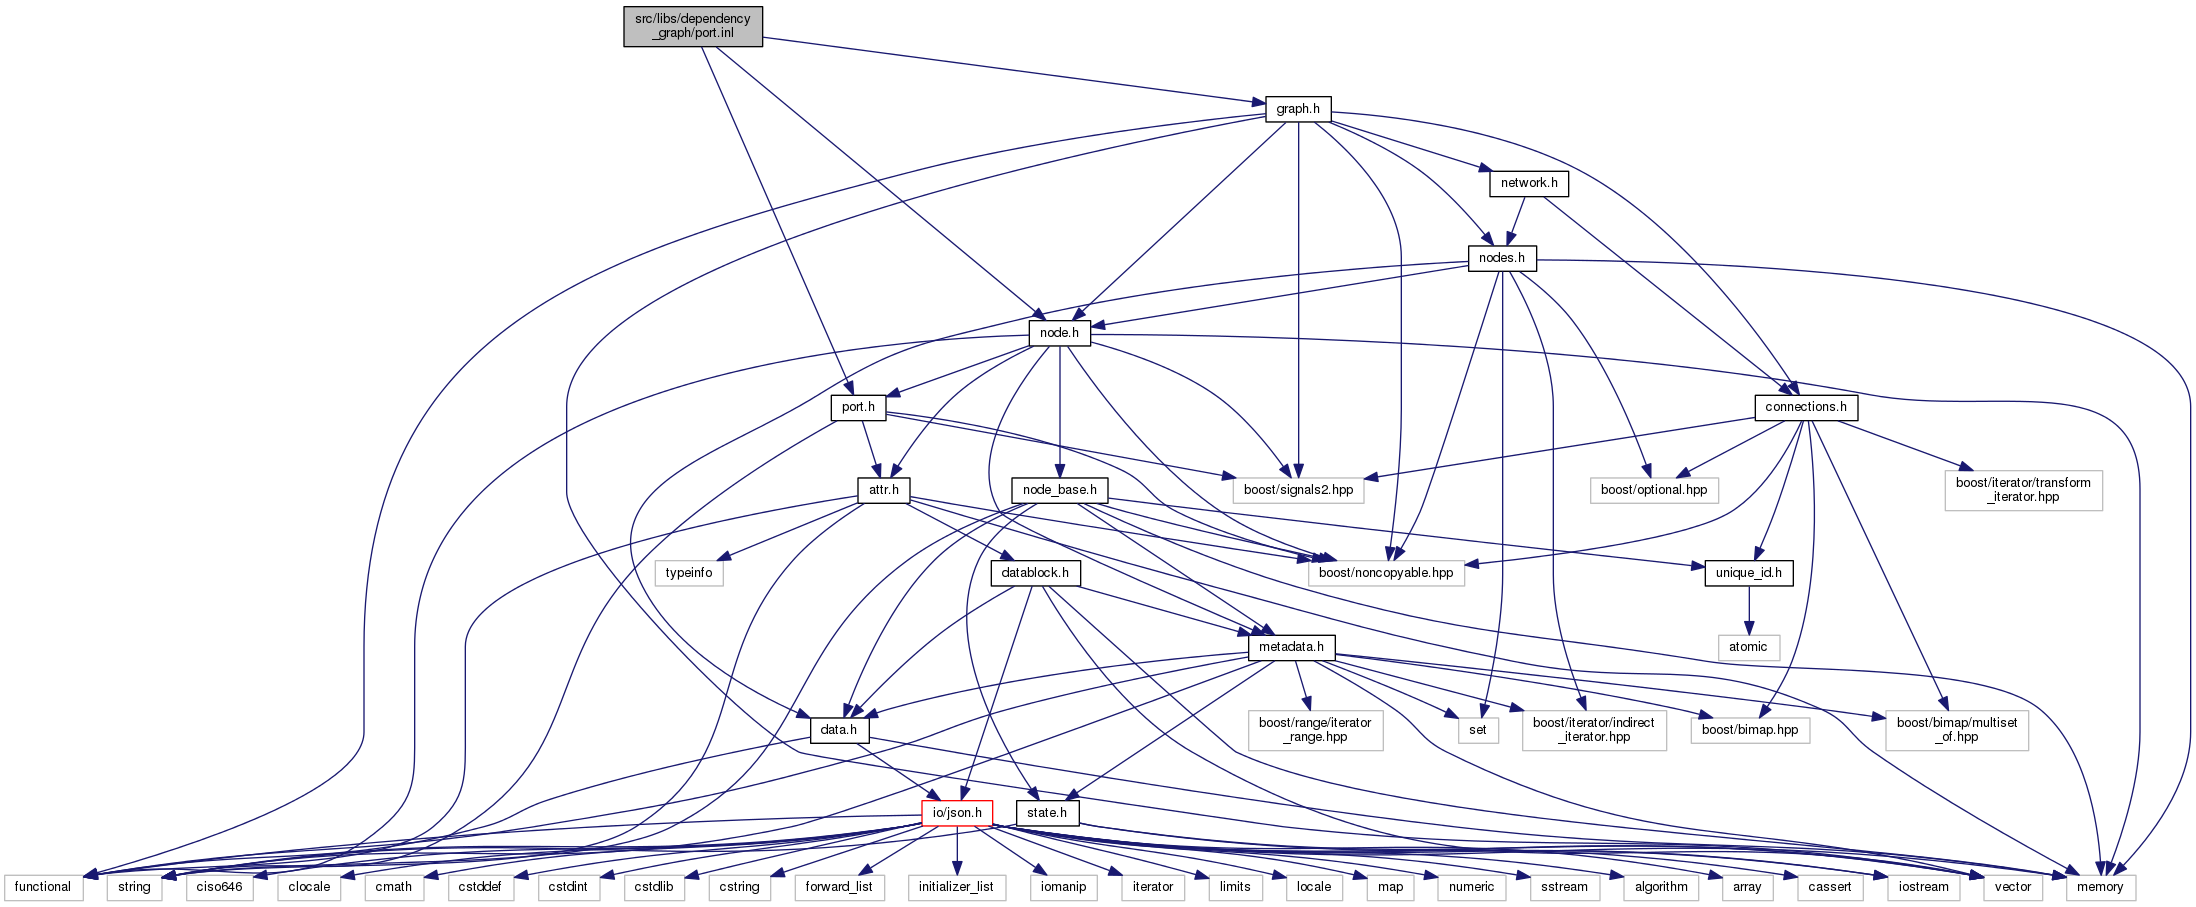 src/libs/dependency
_graph/port.inl
graph.h
network.h
nodes.h
node.h
port.h
connections.h
attr.h
node_base.h
boost/signals2.hpp
boost/optional.hpp
boost/iterator/transform
_iterator.hpp
typeinfo
datablock.h
boost/noncopyable.hpp
unique_id.h
metadata.h
atomic
data.h
boost/range/iterator
_range.hpp
set
boost/iterator/indirect
_iterator.hpp
boost/bimap.hpp
boost/bimap/multiset
_of.hpp
io/json.h
state.h
functional
string
ciso646
clocale
cmath
cstddef
cstdint
cstdlib
cstring
forward_list
initializer_list
iomanip
iterator
limits
locale
map
numeric
sstream
algorithm
array
cassert
iostream
vector
memory